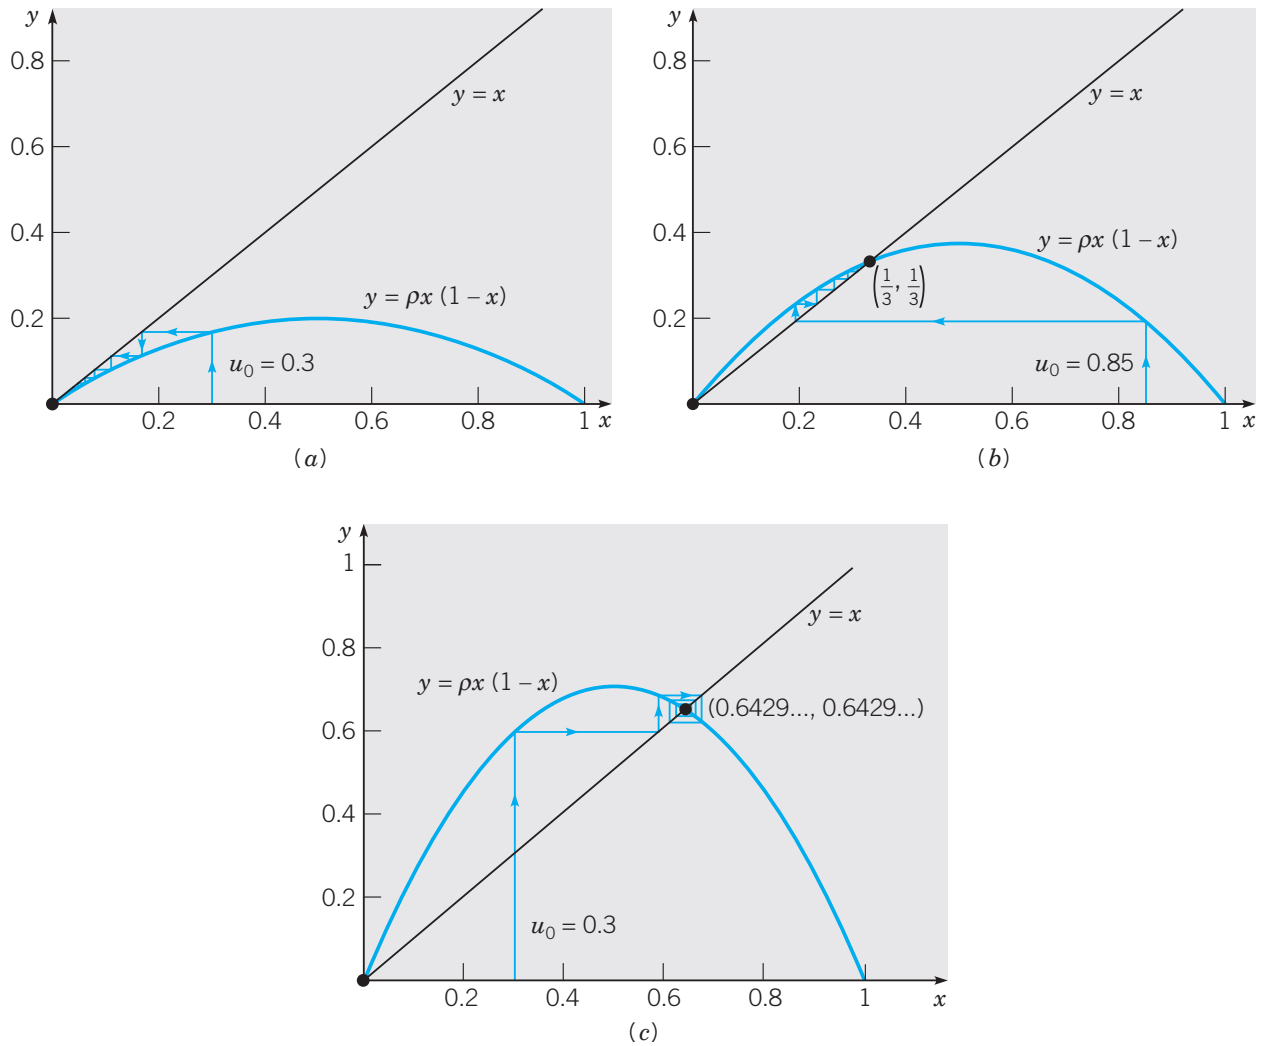 y
0.8
y = x
0.6
0.4
y = ρx (1 – x)
0.2
u₀ = 0.3
0.2 0.4 0.6 0.8 1 x
(a)
y
0.8
y = x
0.6
0.4
y = ρx (1 – x)
(1/3, 1/3)
0.2
u₀ = 0.85
0.2 0.4 0.6 0.8 1 x
(b)
y
1
y = x
0.8
y = ρx (1 – x)
(0.6429..., 0.6429...)
0.6
0.4
0.2
u₀ = 0.3
0.2 0.4 0.6 0.8 1 x
(c)